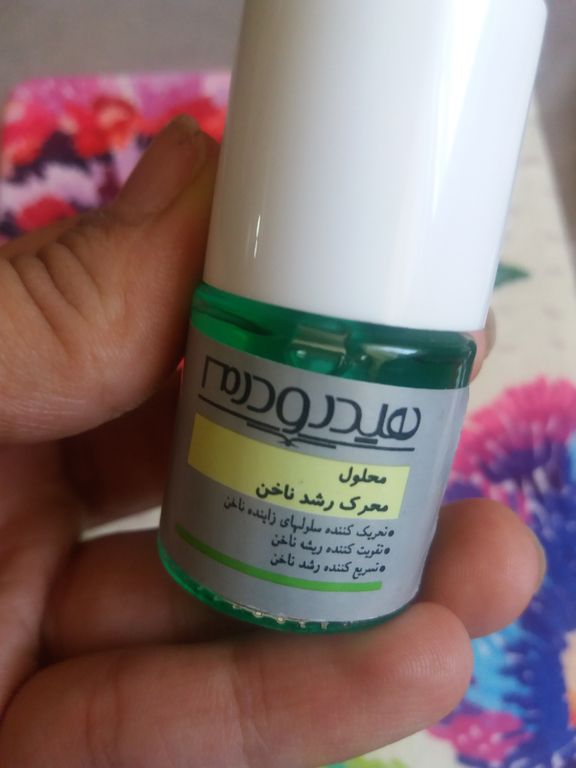 هیدرودرم
محلول
محرک رشد ناخن
•تحریک کننده سلولهای زاینده ناخن
•تقویت کننده ریشه ناخن
•تسریع کننده رشد ناخن